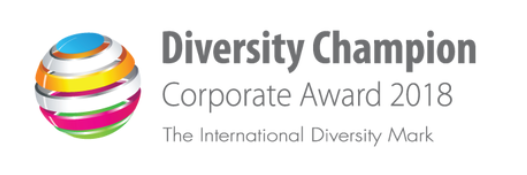 Diversity Champion
Corporate Award 2018
The International Diversity Mark